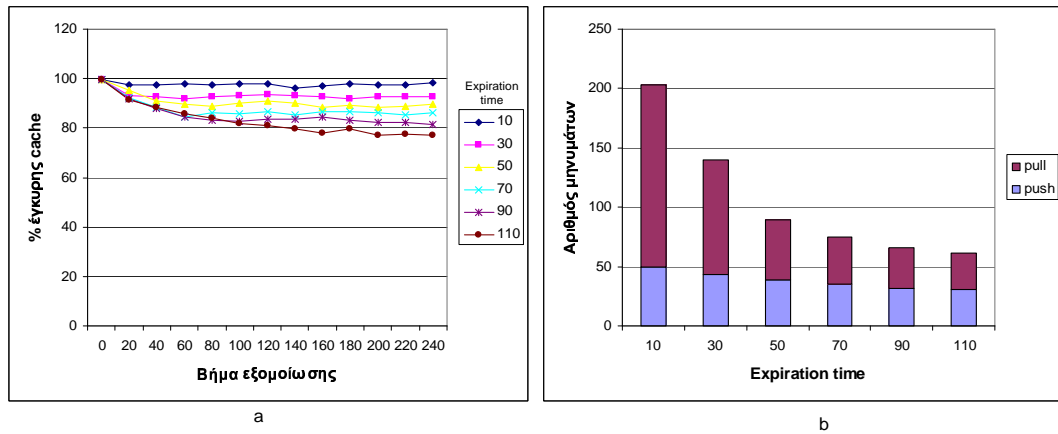 120
100
80
60
40
20
0
% έγκυρης cache
0 20 40 60 80 100 120 140 160 180 200 220 240
Βήμα εξομοίωσης
Expiration
time
10
30
50
70
90
110
a
250
200
150
100
50
0
Αριθμός μηνυμάτων
10 30 50 70 90 110
Expiration time
pull
push
b